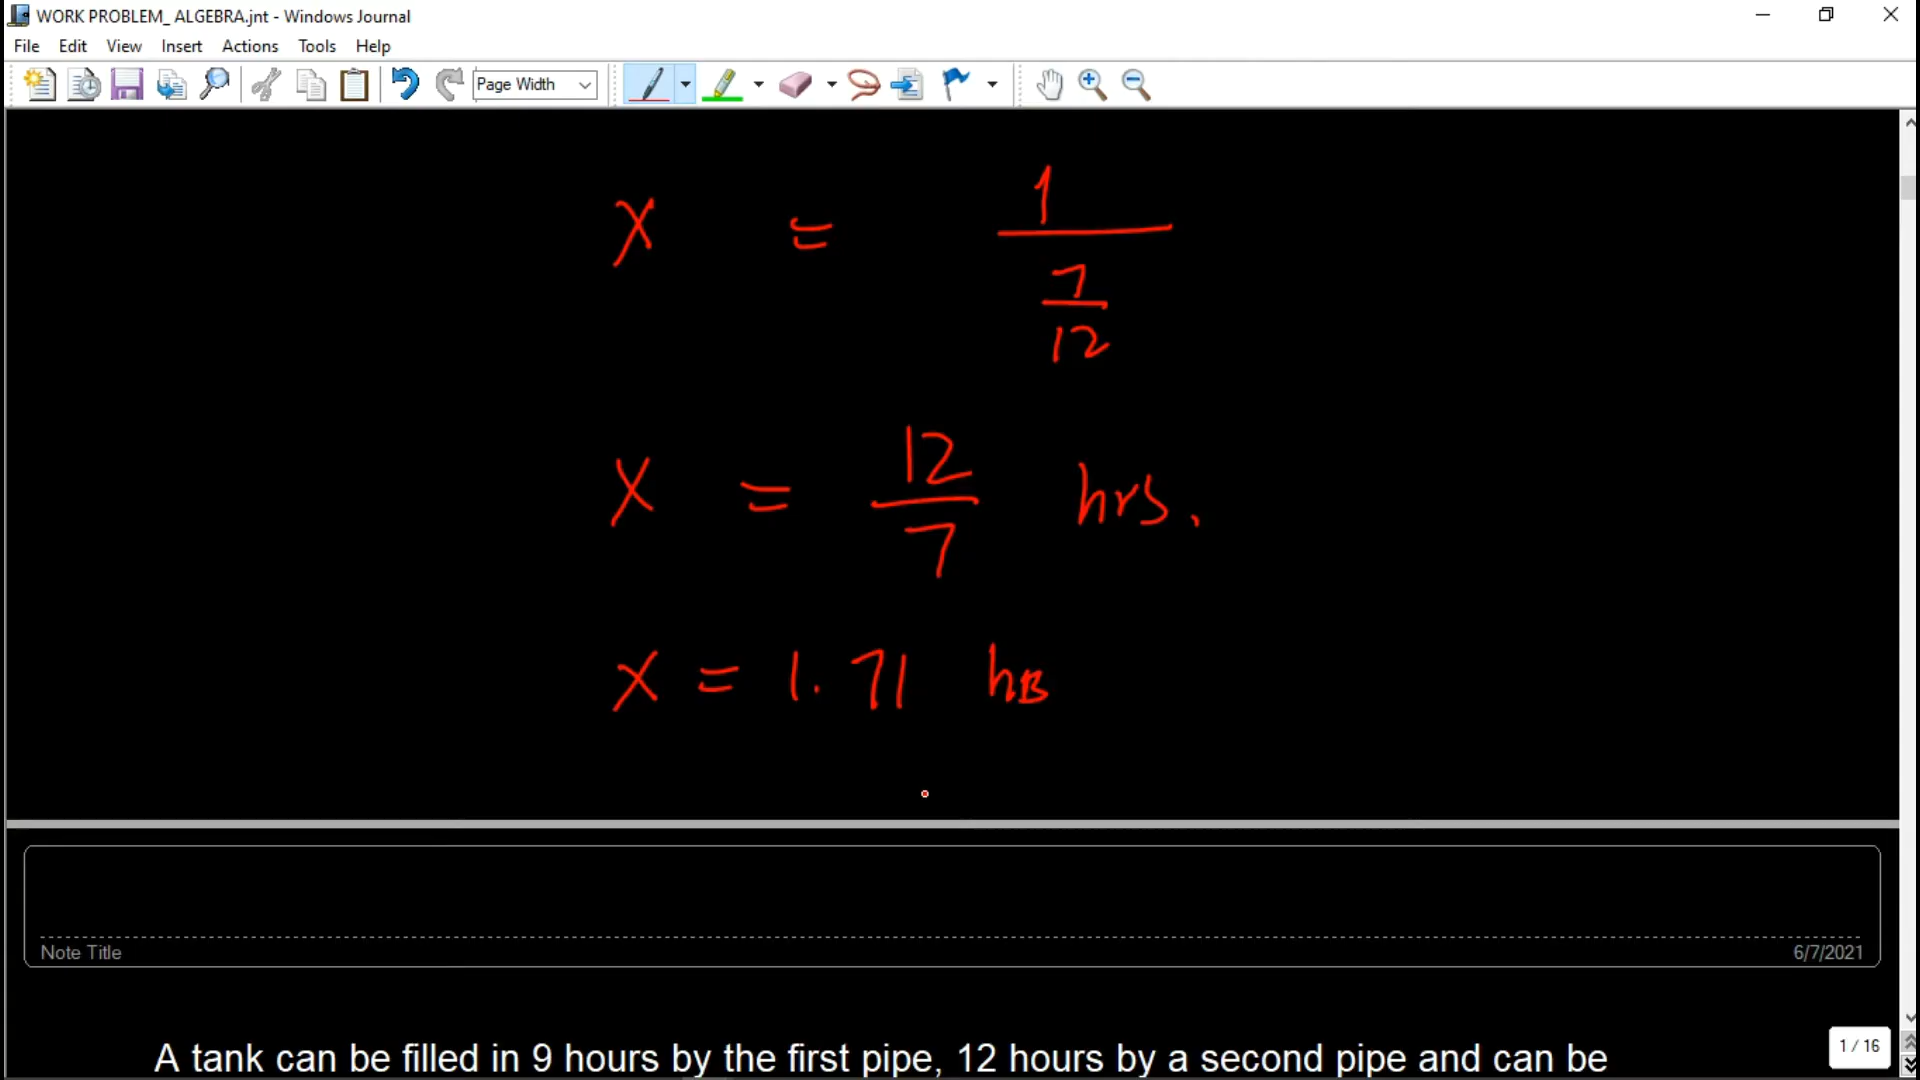 WORK PROBLEM_ ALGEBRA.jnt - Windows Journal
File Edit View Insert Actions Tools Help
Page Width
X = 1
7
12
X = 12 hrs.
7
X = 1.71 hrs
Note Title 6/7/2021
A tank can be filled in 9 hours by the first pipe, 12 hours by a second pipe and can be
1 / 16